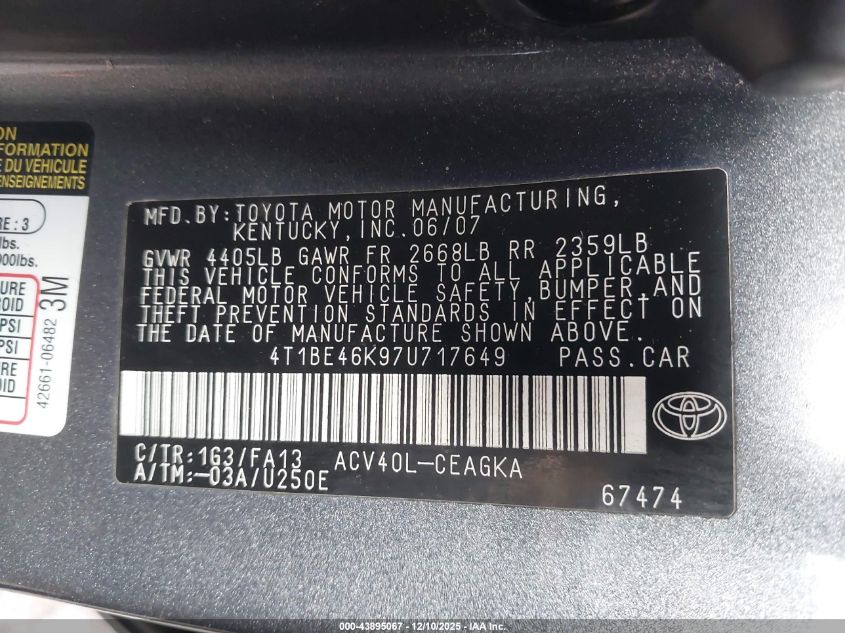 ON
FORMATION
DU VÉHICULE
ENSEIGNEMENTS
RE : 3
lbs.
000lbs.
URE
ROID
PSI
PSI
URE
OID
42661-06482 3M
MFD.BY:TOYOTA MOTOR MANUFACTURING,
KENTUCKY,INC.06/07
GVWR 4405LB GAWR FR 2668LB RR 2359LB
THIS VEHICLE CONFORMS TO ALL APPLICABLE
FEDERAL MOTOR VEHICLE SAFETY,BUMPER,AND
THEFT PREVENTION STANDARDS IN EFFECT ON
THE DATE OF MANUFACTURE SHOWN ABOVE.
4T1BE46K97U717649 PASS.CAR
C/TR:1G3/FA13 ACV40L-CEAGKA
A/TM:-03A/U250E
67474
000-43895067 - 12/10/2025 - IAA Inc.